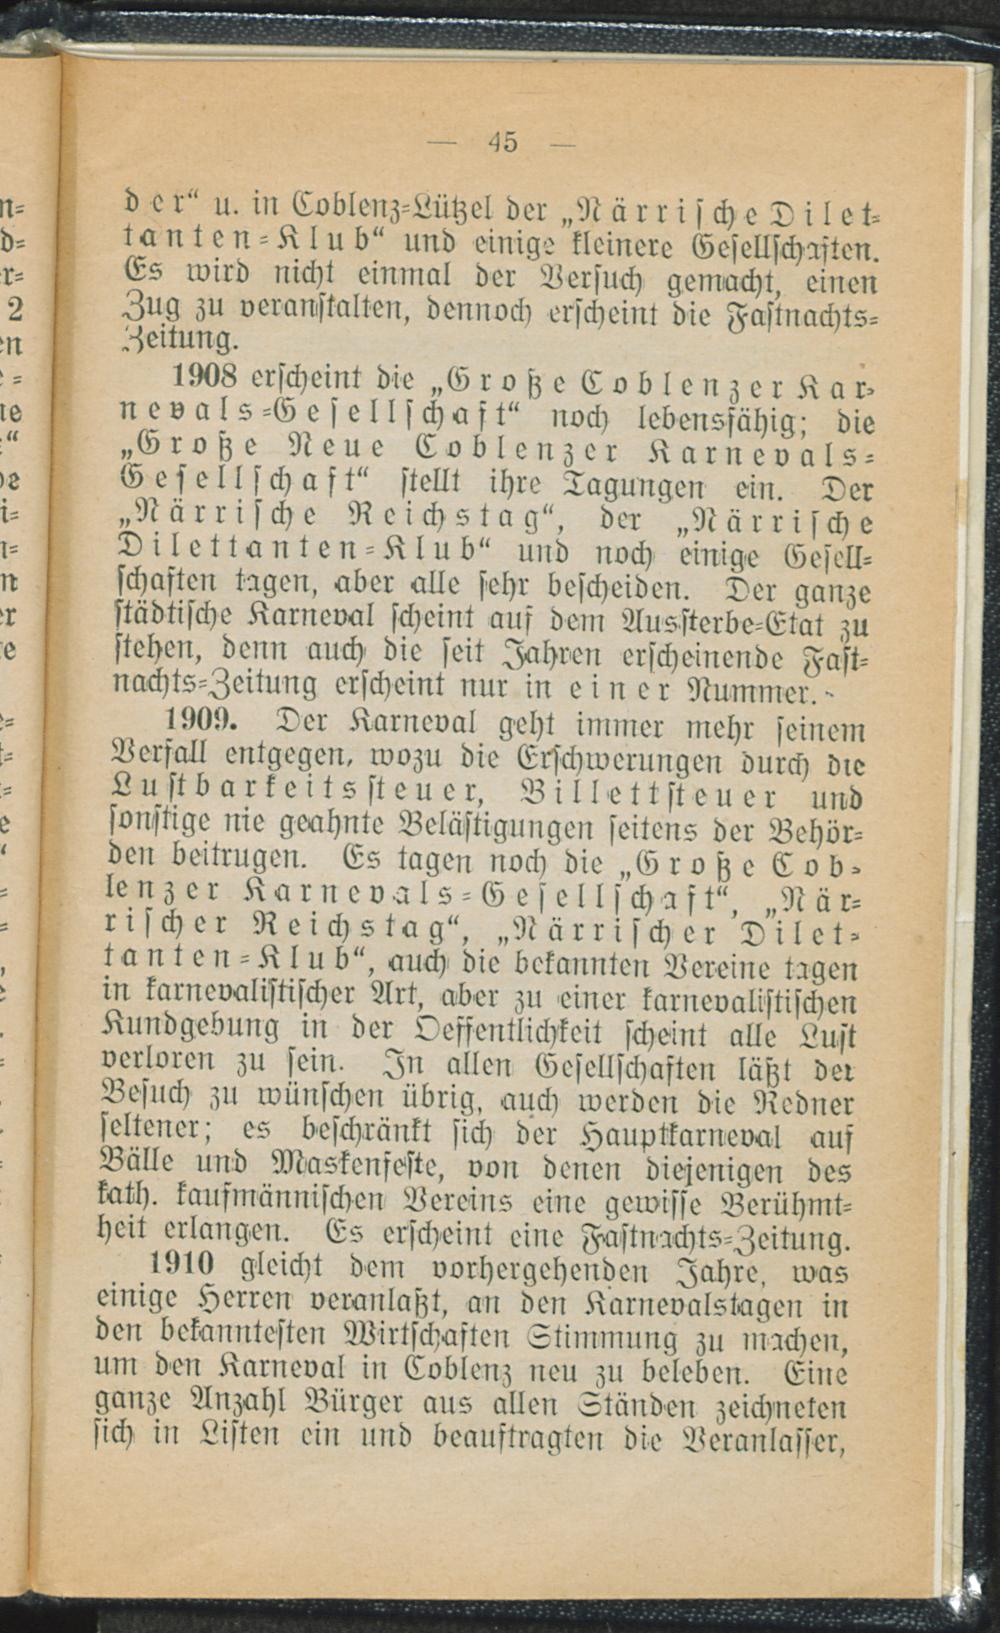 — 45 —
der“ u. in Coblenz-Lützel der „Närrische Dilet-
tanten-Klub“ und einige kleinere Gesellschaften.
Es wird nicht einmal der Versuch gemacht, einen
Zug zu veranstalten, dennoch erscheint die Fastnachts-
Zeitung.
1908 erscheint die „Große Coblenzer Kar-
nevals-Gesellschaft“ noch lebensfähig; die
„Große Neue Coblenzer Karnevals-
Gesellschaft“ stellt ihre Tagungen ein. Der
„Närrische Reichstag“, der „Närrische
Dilettanten-Klub“ und noch einige Gesell-
schaften tagen, aber alle sehr bescheiden. Der ganze
städtische Karneval scheint auf dem Aussterbe-Etat zu
stehen, denn auch die seit Jahren erscheinende Fast-
nachts-Zeitung erscheint nur in einer Nummer.
1909. Der Karneval geht immer mehr seinem
Verfall entgegen, wozu die Erschwerungen durch die
Lustbarkeitssteuer, Billettsteuer und
sonstige nie geahnte Belästigungen seitens der Behör-
den beitrugen. Es tagen noch die „Große Cob-
lenzer Karnevals-Gesellschaft“, „När-
rischer Reichstag“, „Närrischer Dilet-
tanten-Klub“, auch die bekannten Vereine tagen
in karnevalistischer Art, aber zu einer karnevalistischen
Kundgebung in der Oeffentlichkeit scheint alle Lust
verloren zu sein. In allen Gesellschaften läßt der
Besuch zu wünschen übrig, auch werden die Redner
seltener; es beschränkt sich der Hauptkarneval auf
Bälle und Maskenfeste, von denen diejenigen des
kath. kaufmännischen Vereins eine gewisse Berühmt-
heit erlangen. Es erscheint eine Fastnachts-Zeitung.
1910 gleicht dem vorhergehenden Jahre, was
einige Herren veranlaßt, an den Karnevalstagen in
den bekanntesten Wirtschaften Stimmung zu machen,
um den Karneval in Coblenz neu zu beleben. Eine
ganze Anzahl Bürger aus allen Ständen zeichneten
sich in Listen ein und beauftragten die Veranlasser,